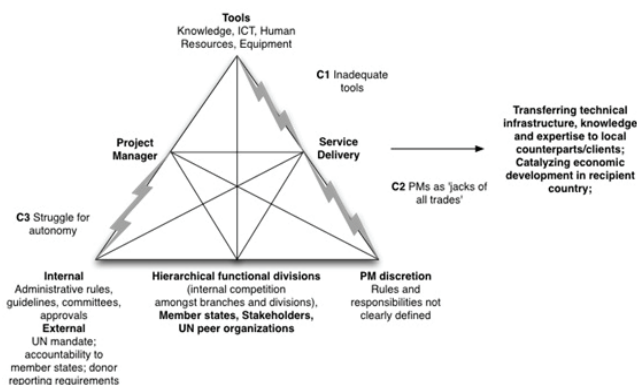 Tools
Knowledge, ICT, Human
Resources, Equipment
C1 Inadequate
tools
Project
Manager
Service
Delivery
Transferring technical
infrastructure, knowledge
and expertise to local
counterparts/clients;
Catalyzing economic
development in recipient
country;
C2 PMs as 'jacks of
all trades'
C3 Struggle for
autonomy
Internal
Administrative rules,
guidelines, committees,
approvals
External
UN mandate;
accountability to
member states; donor
reporting requirements
Hierarchical functional divisions
(internal competition
amongst branches and divisions),
Member states, Stakeholders,
UN peer organizations
PM discretion
Rules and
responsibilities not
clearly defined